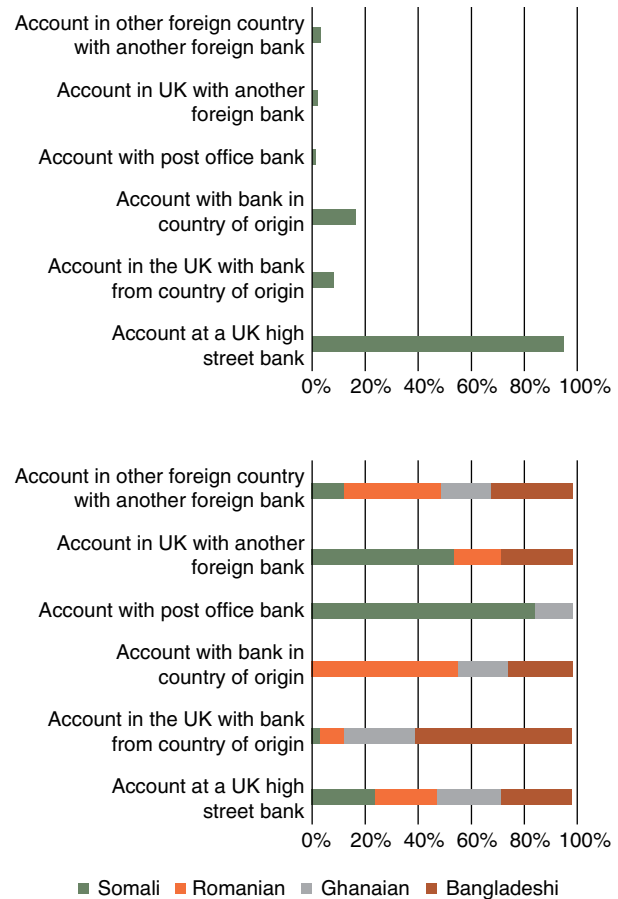 Account in other foreign country
with another foreign bank
Account in UK with another
foreign bank
Account with post office bank
Account with bank in
country of origin
Account in the UK with bank
from country of origin
Account at a UK high
street bank
0% 20% 40% 60% 80% 100%
Account in other foreign country
with another foreign bank
Account in UK with another
foreign bank
Account with post office bank
Account with bank in
country of origin
Account in the UK with bank
from country of origin
Account at a UK high
street bank
0% 20% 40% 60% 80% 100%
Somali Romanian Ghanaian Bangladeshi